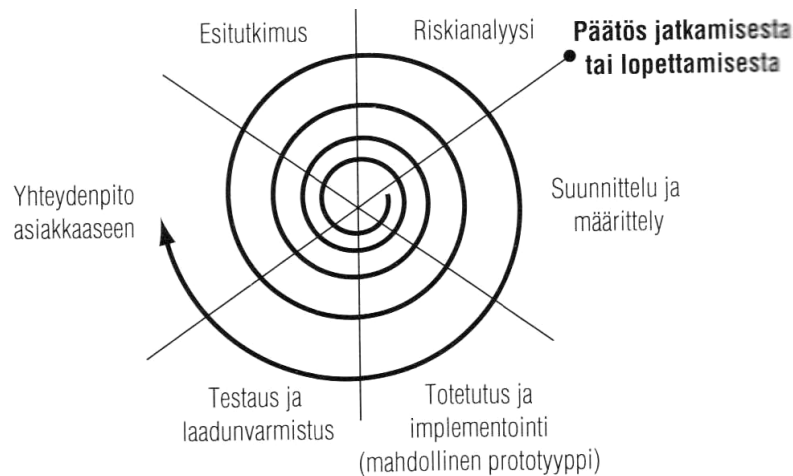 Esitutkimus
Riskianalyysi
Päätös jatkamisesta
tai lopettamisesta
Yhteydenpito
asiakkaaseen
Suunnittelu ja
määrittely
Testaus ja
laadunvarmistus
Totetutus ja
implementointi
(mahdollinen prototyyppi)